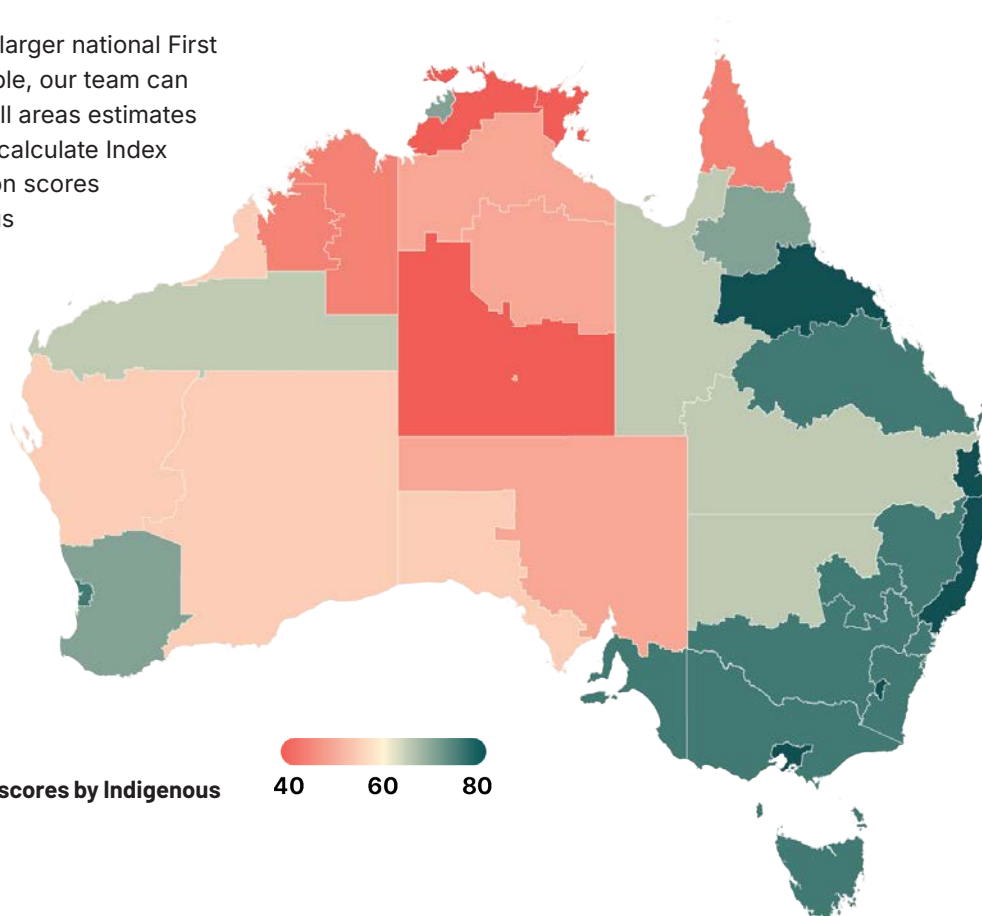 larger national First
ple, our team can
ll areas estimates
calculate Index
on scores
us
scores by Indigenous
40 60 80